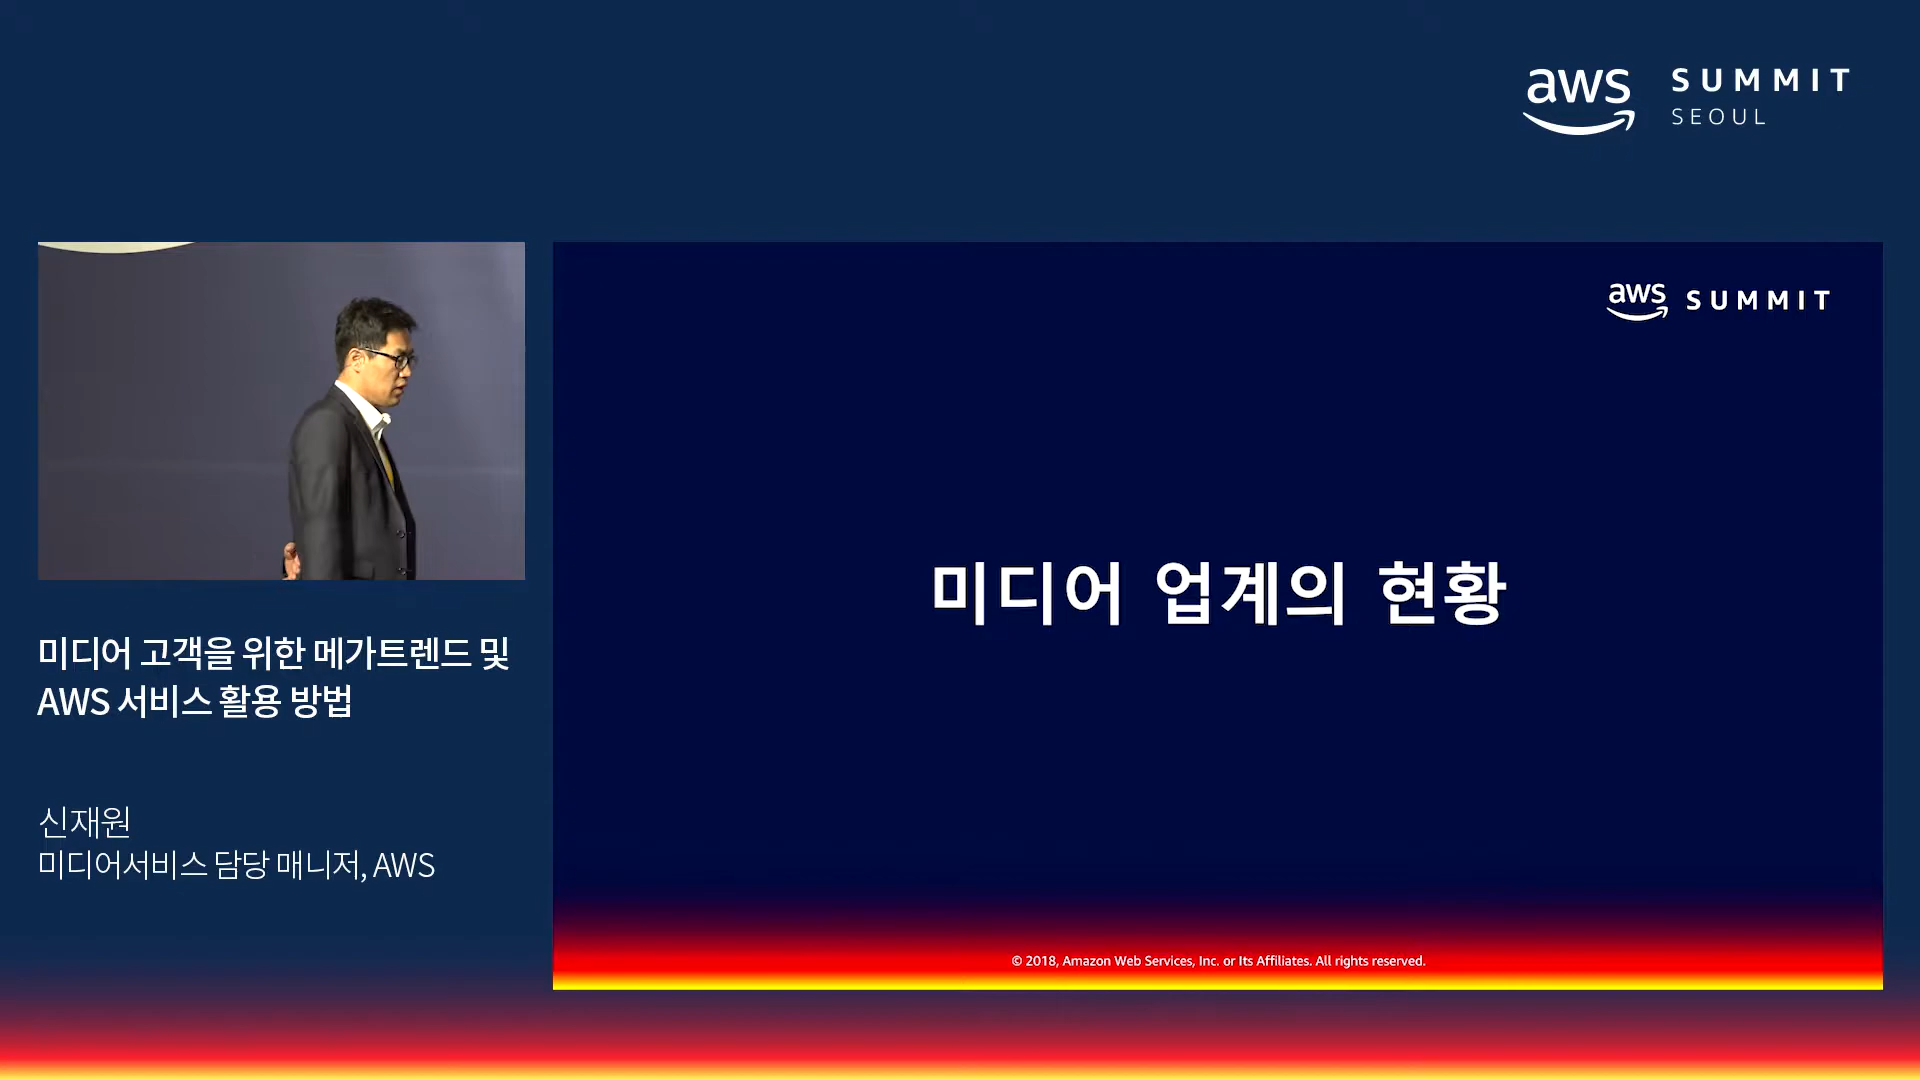 aws SUMMIT
SEOUL
aws SUMMIT
미디어 업계의 현황
미디어 고객을 위한 메가트렌드 및
AWS 서비스 활용 방법
신재원
미디어서비스 담당 매니저, AWS
© 2018, Amazon Web Services, Inc. or Its Affiliates. All rights reserved.